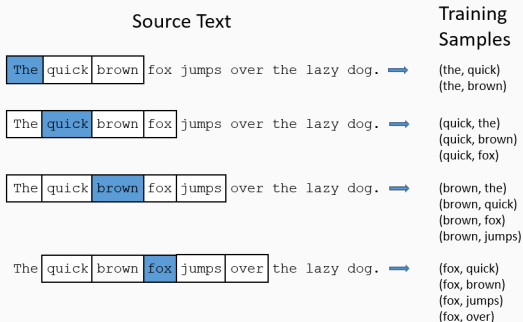 Source Text
Training
Samples
The quick brown fox jumps over the lazy dog.
(the, quick)
(the, brown)
The quick brown fox jumps over the lazy dog.
(quick, the)
(quick, brown)
(quick, fox)
The quick brown fox jumps over the lazy dog.
(brown, the)
(brown, quick)
(brown, fox)
(brown, jumps)
The quick brown fox jumps over the lazy dog.
(fox, quick)
(fox, brown)
(fox, jumps)
(fox, over)